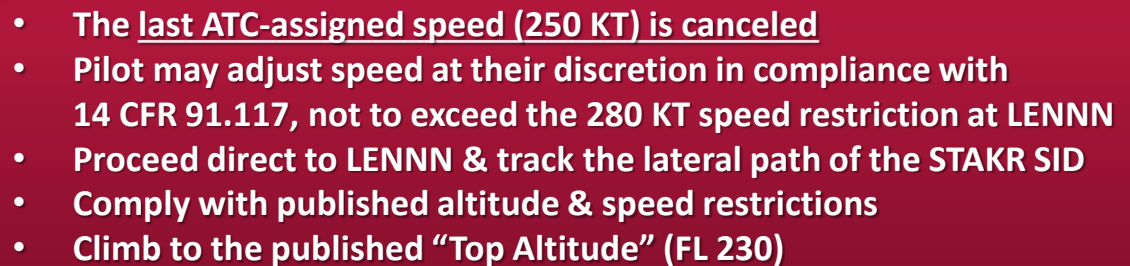 • The last ATC-assigned speed (250 KT) is canceled
• Pilot may adjust speed at their discretion in compliance with
14 CFR 91.117, not to exceed the 280 KT speed restriction at LENNN
• Proceed direct to LENNN & track the lateral path of the STAKR SID
• Comply with published altitude & speed restrictions
• Climb to the published “Top Altitude” (FL 230)